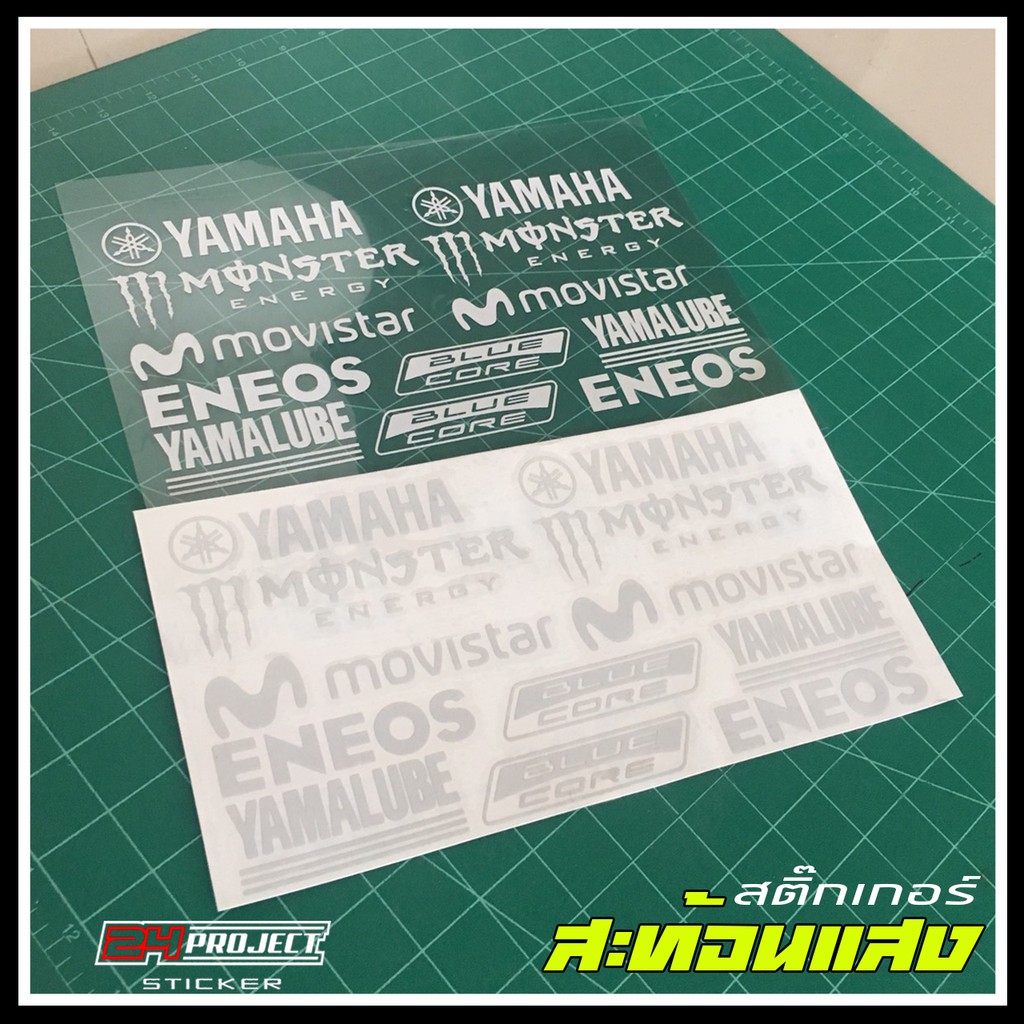 YAMAHA
MONSTER
ENERGY
movistar
ENEOS
YAMALUBE
BLUE
CORE
BLUE
CORE
YAMAHA
MONSTER
ENERGY
movistar
YAMALUBE
ENEOS
YAMAHA
MONSTER
ENERGY
movistar
ENEOS
YAMALUBE
BLUE
CORE
BLUE
CORE
YAMAHA
MONSTER
ENERGY
movistar
YAMALUBE
ENEOS
24PROJECT
STICKER
สติ๊กเกอร์
สะท้อนแสง